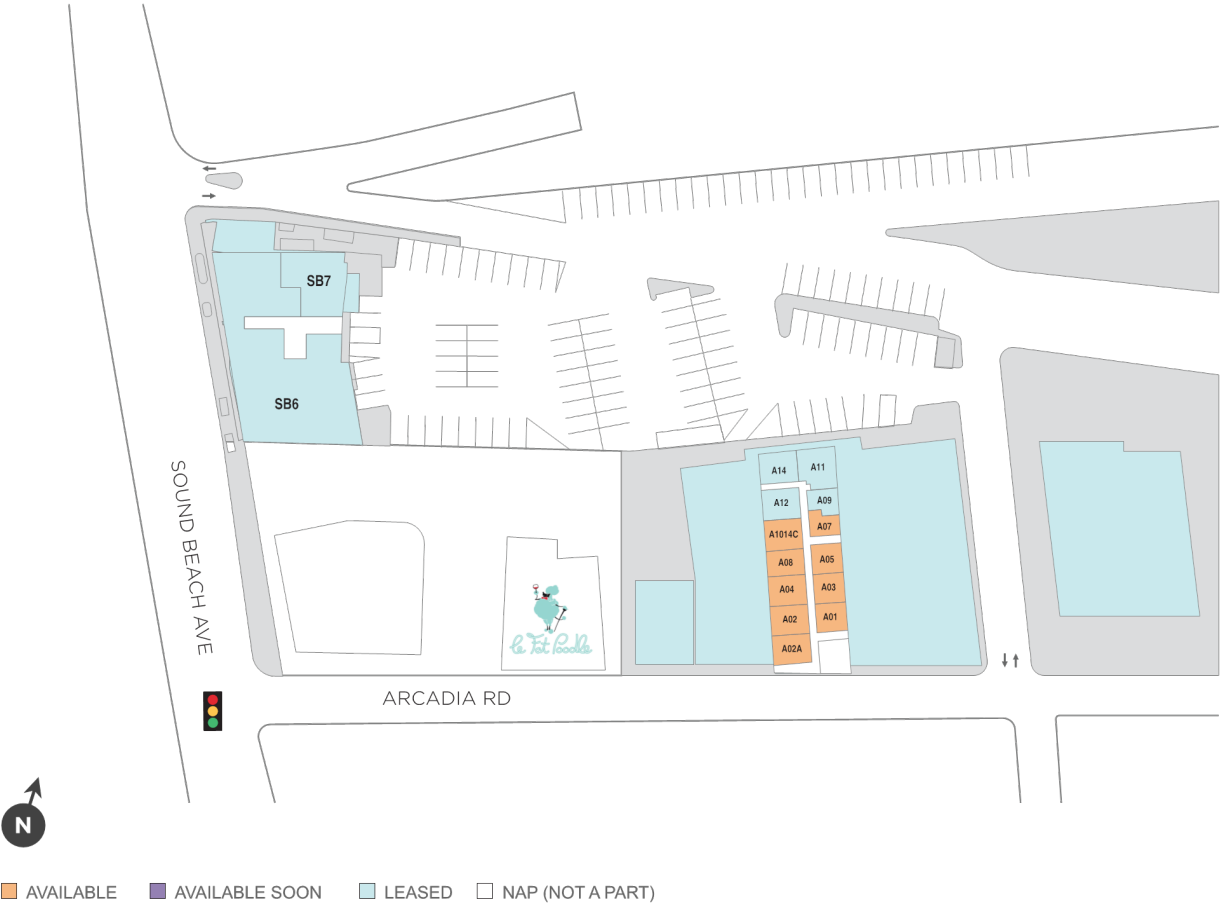 SB7
SB6
A14
A11
A12
A09
A1014C
A07
A08
A05
A04
A03
A02
A01
A02A
SOUND BEACH AVE
le Fat Poodle
ARCADIA RD
N
AVAILABLE
AVAILABLE SOON
LEASED
NAP (NOT A PART)